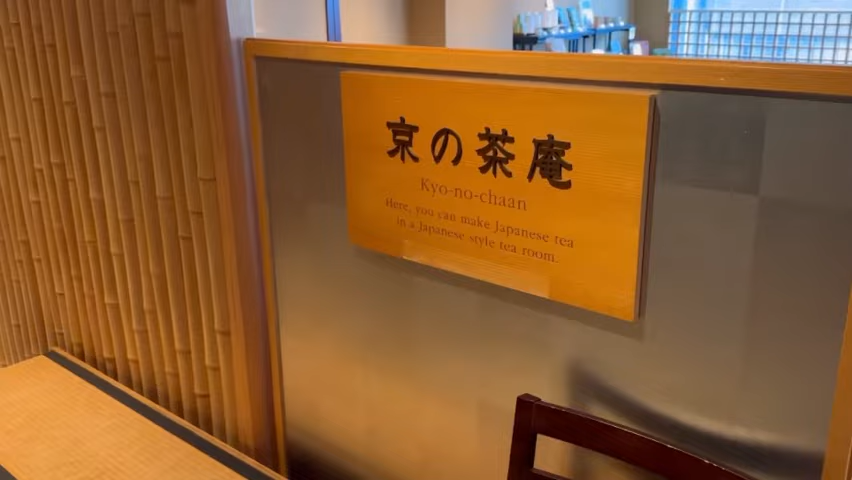 京の茶庵
Kyo-no-chaan
Here, you can make Japanese tea
in a Japanese style tea room.